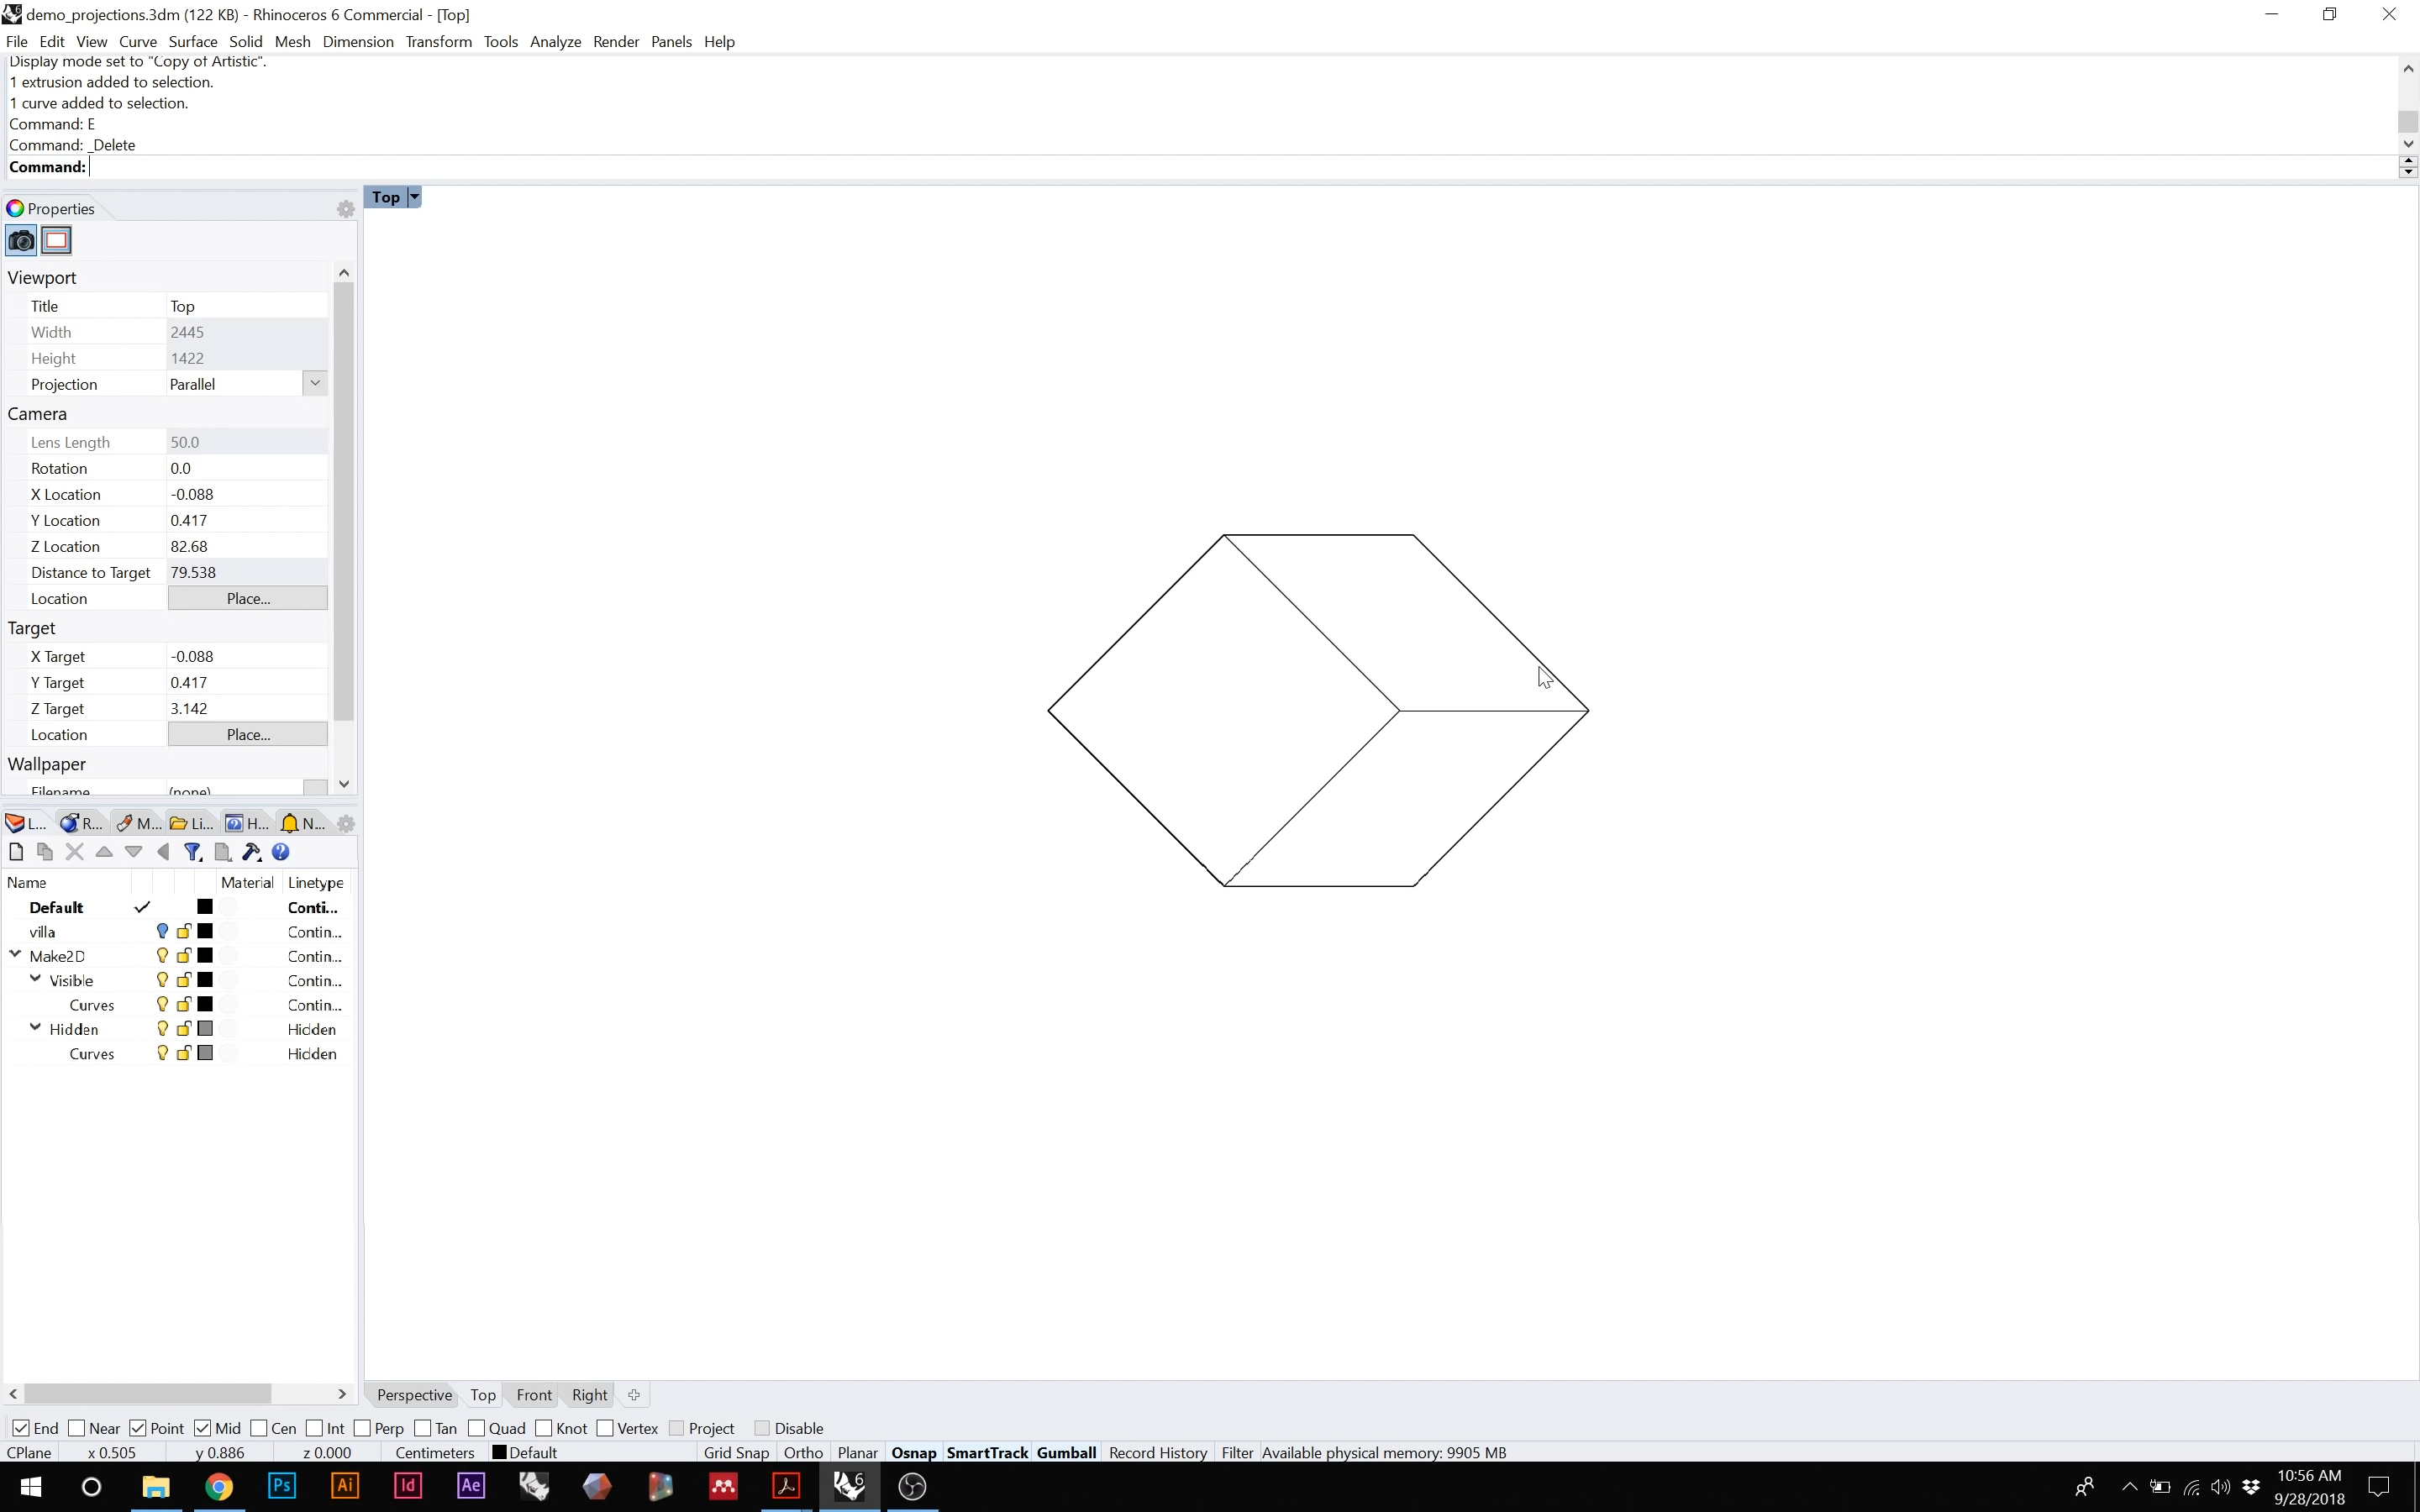 demo_projections.3dm (122 KB) - Rhinoceros 6 Commercial - [Top]
File Edit View Curve Surface Solid Mesh Dimension Transform Tools Analyze Render Panels Help
Display mode set to "Copy of Artistic".
1 extrusion added to selection.
1 curve added to selection.
Command: E
Command: _Delete
Command:
Properties
Top
Viewport
Title Top
Width 2445
Height 1422
Projection Parallel
Camera
Lens Length 50.0
Rotation 0.0
X Location -0.088
Y Location 0.417
Z Location 82.68
Distance to Target 79.538
Location Place...
Target
X Target -0.088
Y Target 0.417
Z Target 3.142
Location Place...
Wallpaper
Filename (none)
L... R... M... Li... H... N...
Name Material Linetype
Default Conti...
villa Contin...
Make2D Contin...
Visible Contin...
Curves Contin...
Hidden Hidden
Curves Hidden
Perspective Top Front Right
End Near Point Mid Cen Int Perp Tan Quad Knot Vertex Project Disable
CPlane x 0.505 y 0.886 z 0.000 Centimeters Default Grid Snap Ortho Planar Osnap SmartTrack Gumball Record History Filter Available physical memory: 9905 MB
Ps Ai Id Ae 6
10:56 AM
9/28/2018